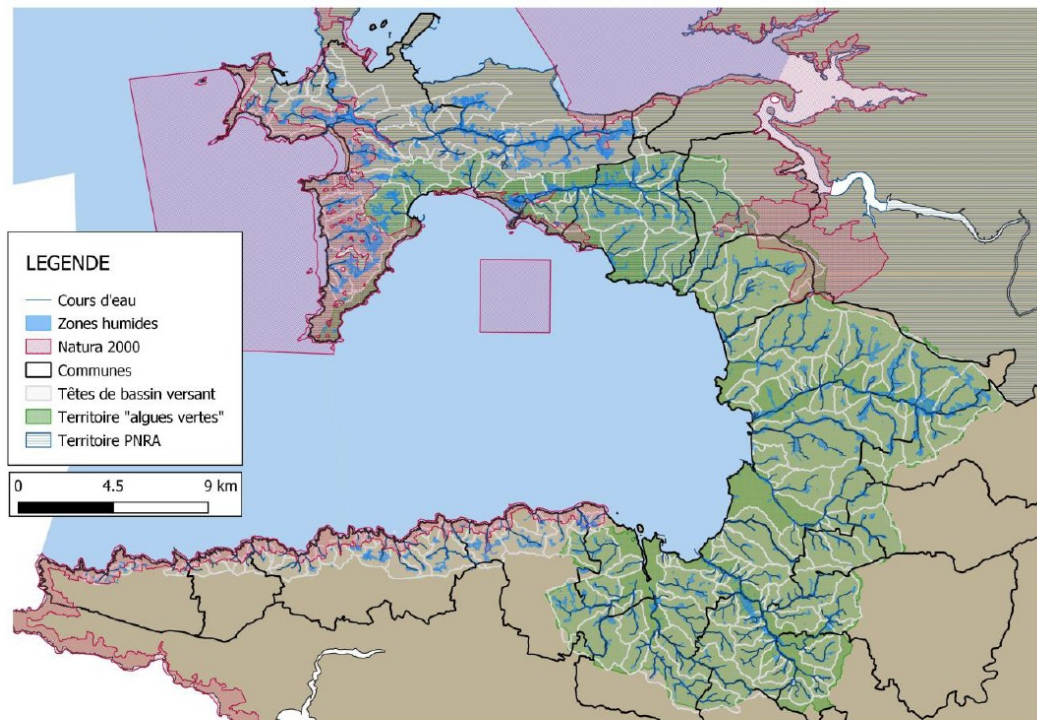 LEGENDE
Cours d'eau
Zones humides
Natura 2000
Communes
Têtes de bassin versant
Territoire "algues vertes"
Territoire PNRA
0 4.5 9 km